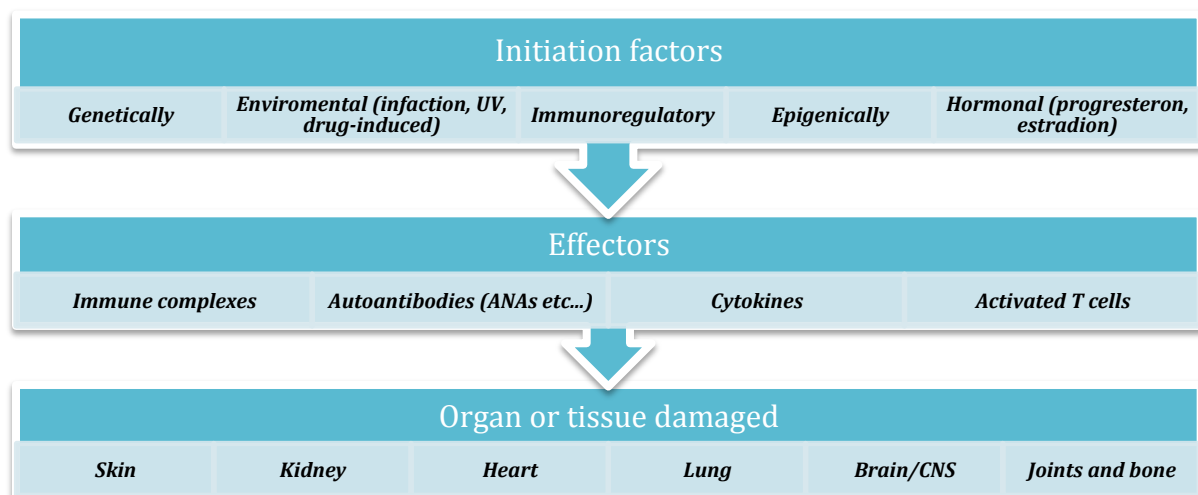 Initiation factors
Genetically
Enviromental (infaction, UV,
drug-induced)
Immunoregulatory
Epigenically
Hormonal (progresteron,
estradion)
Effectors
Immune complexes
Autoantibodies (ANAs etc...)
Cytokines
Activated T cells
Organ or tissue damaged
Skin
Kidney
Heart
Lung
Brain/CNS
Joints and bone